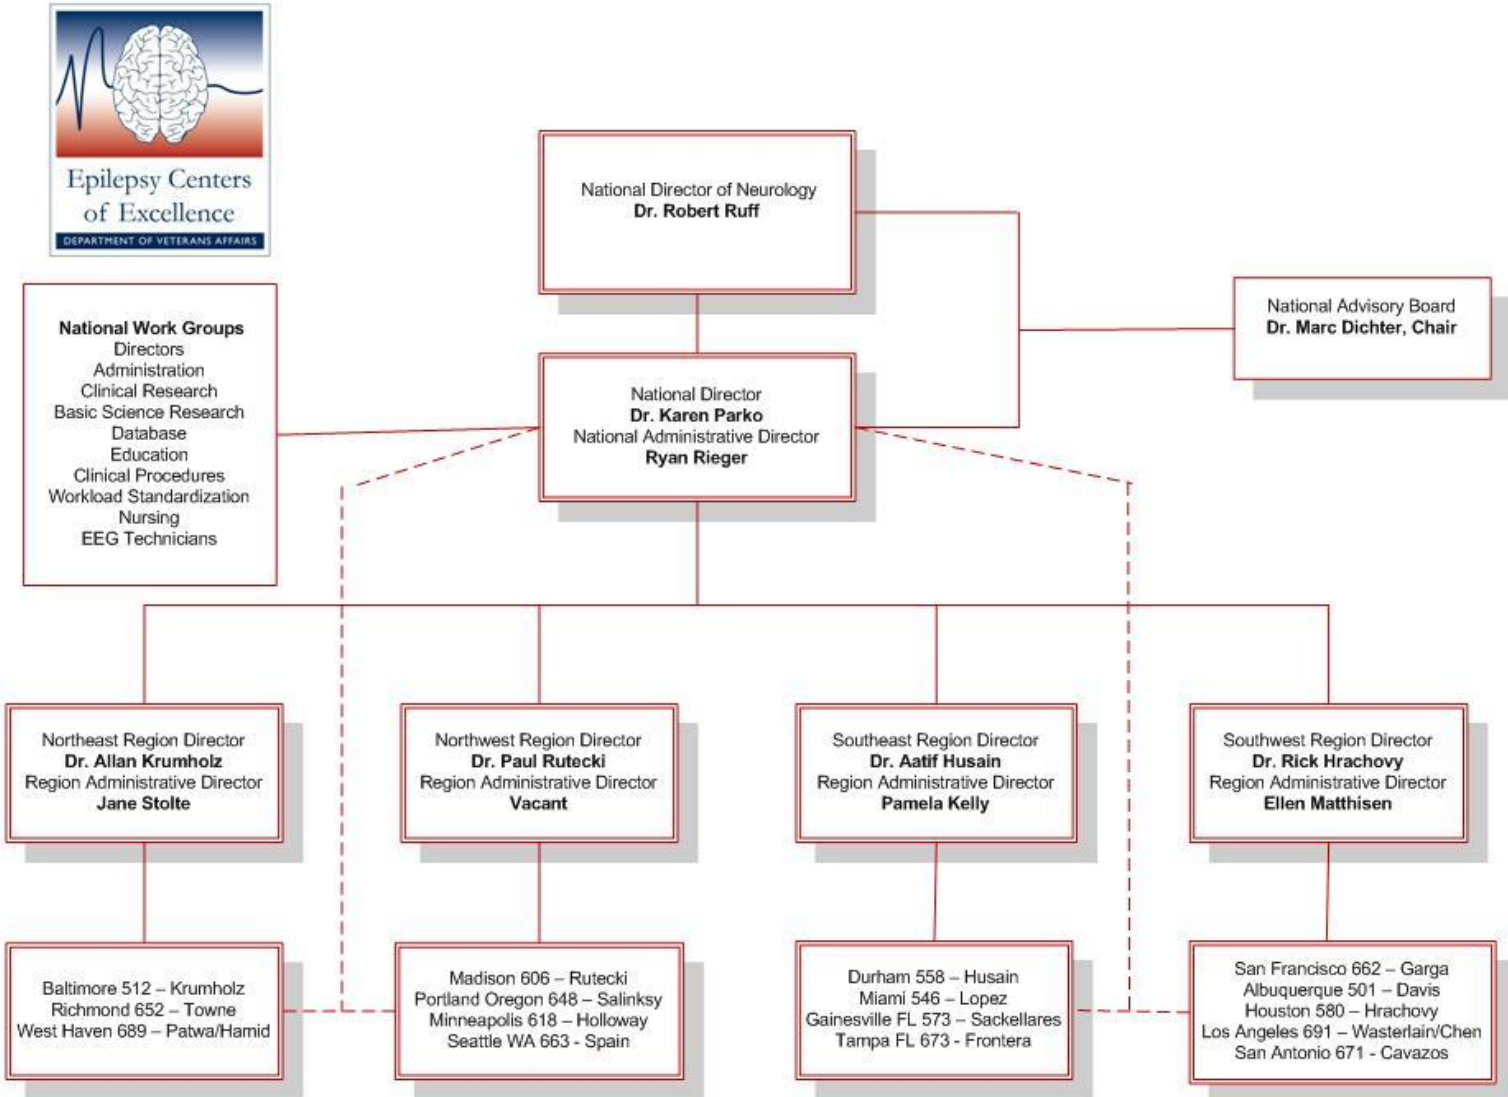 Epilepsy Centers
of Excellence
DEPARTMENT OF VETERANS AFFAIRS
National Director of Neurology
Dr. Robert Ruff
National Advisory Board
Dr. Marc Dichter, Chair
National Work Groups
Directors
Administration
Clinical Research
Basic Science Research
Database
Education
Clinical Procedures
Workload Standardization
Nursing
EEG Technicians
National Director
Dr. Karen Parko
National Administrative Director
Ryan Rieger
Northeast Region Director
Dr. Allan Krumholz
Region Administrative Director
Jane Stolte
Northwest Region Director
Dr. Paul Rutecki
Region Administrative Director
Vacant
Southeast Region Director
Dr. Aatif Husain
Region Administrative Director
Pamela Kelly
Southwest Region Director
Dr. Rick Hrachovy
Region Administrative Director
Ellen Matthisen
Baltimore 512 – Krumholz
Richmond 652 – Towne
West Haven 689 – Patwa/Hamid
Madison 606 – Rutecki
Portland Oregon 648 – Salinksy
Minneapolis 618 – Holloway
Seattle WA 663 - Spain
Durham 558 – Husain
Miami 546 – Lopez
Gainesville FL 573 – Sackellares
Tampa FL 673 - Frontera
San Francisco 662 – Garga
Albuquerque 501 – Davis
Houston 580 – Hrachovy
Los Angeles 691 – Wasterlain/Chen
San Antonio 671 - Cavazos